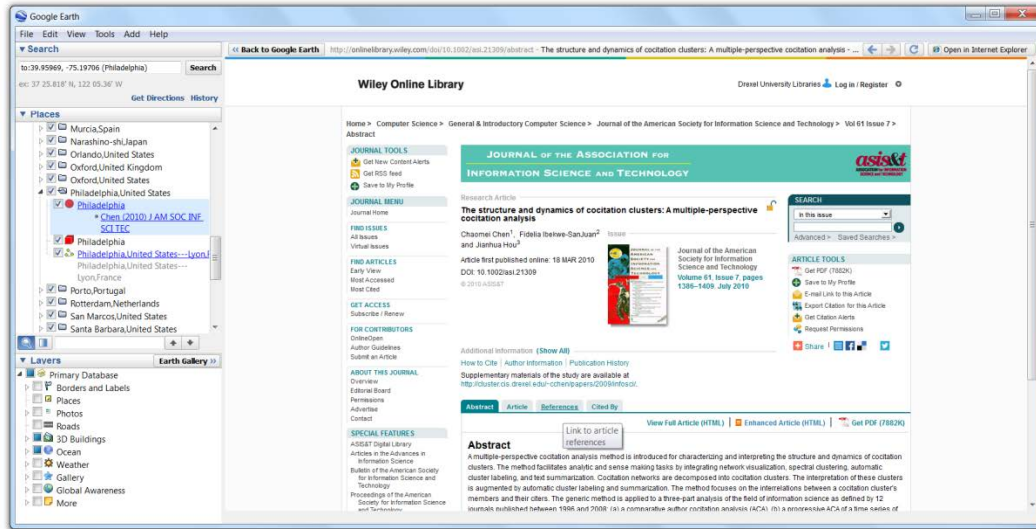 Google Earth
File Edit View Tools Add Help
Search
to:39.95969, -75.19706 (Philadelphia) Search
ex: 37 25.818' N, 122 05.36' W
Get Directions History
Places
Murcia,Spain
Narashino-shi,Japan
Orlando,United States
Oxford,United Kingdom
Oxford,United States
Philadelphia,United States
Philadelphia
Chen (2010) J AM SOC INF
SCI TEC
Philadelphia
Philadelphia,United States---Lyon,F
Philadelphia,United States---
Lyon,France
Porto,Portugal
Rotterdam,Netherlands
San Marcos,United States
Santa Barbara,United States
Layers Earth Gallery »
Primary Database
Borders and Labels
Places
Photos
Roads
3D Buildings
Ocean
Weather
Gallery
Global Awareness
More
<< Back to Google Earth http://onlinelibrary.wiley.com/doi/10.1002/asi.21309/abstract - The structure and dynamics of cocitation clusters: A multiple-perspective cocitation analysis - ... Open in Internet Explorer
Wiley Online Library
Drexel University Libraries Log in / Register
Home > Computer Science > General & Introductory Computer Science > Journal of the American Society for Information Science and Technology > Vol 61 Issue 7 >
Abstract
JOURNAL TOOLS
Get New Content Alerts
Get RSS feed
Save to My Profile
JOURNAL MENU
Journal Home
FIND ISSUES
All Issues
Virtual Issues
FIND ARTICLES
Early View
Most Accessed
Most Cited
GET ACCESS
Subscribe / Renew
FOR CONTRIBUTORS
OnlineOpen
Author Guidelines
Submit an Article
ABOUT THIS JOURNAL
Overview
Editorial Board
Permissions
Advertise
Contact
SPECIAL FEATURES
ASIS&T Digital Library
Articles in the Advances in
Information Science
Bulletin of the American Society
for Information Science and
Technology
Proceedings of the American
Society for Information Science
and Technology
JOURNAL OF THE ASSOCIATION FOR
INFORMATION SCIENCE AND TECHNOLOGY
asis&t
Research Article
The structure and dynamics of cocitation clusters: A multiple-perspective
cocitation analysis
Chaomei Chen1, Fidelia Ibekwe-SanJuan2
and Jianhua Hou3
Article first published online: 18 MAR 2010
DOI: 10.1002/asi.21309
© 2010 ASIS&T
Issue
Journal of the American
Society for Information
Science and Technology
Volume 61, Issue 7, pages
1386–1409, July 2010
SEARCH
In this issue
Advanced > Saved Searches >
ARTICLE TOOLS
Get PDF (7882K)
Save to My Profile
E-mail Link to this Article
Export Citation for this Article
Get Citation Alerts
Request Permissions
Share
Additional Information (Show All)
How to Cite Author Information Publication History
Supplementary materials of the study are available at
http://cluster.cis.drexel.edu/~cchen/papers/2009/infosci/.
Abstract Article References Cited By
View Full Article (HTML) Enhanced Article (HTML) Get PDF (7882K)
Link to article
references
Abstract
A multiple-perspective cocitation analysis method is introduced for characterizing and interpreting the structure and dynamics of cocitation
clusters. The method facilitates analytic and sense making tasks by integrating network visualization, spectral clustering, automatic
cluster labeling, and text summarization. Cocitation networks are decomposed into cocitation clusters. The interpretation of these clusters
is augmented by automatic cluster labeling and summarization. The method focuses on the interrelations between a cocitation cluster's
members and their citers. The generic method is applied to a three-part analysis of the field of information science as defined by 12
journals published between 1996 and 2008: (a) a comparative author cocitation analysis (ACA), (b) a progressive ACA of a time series of